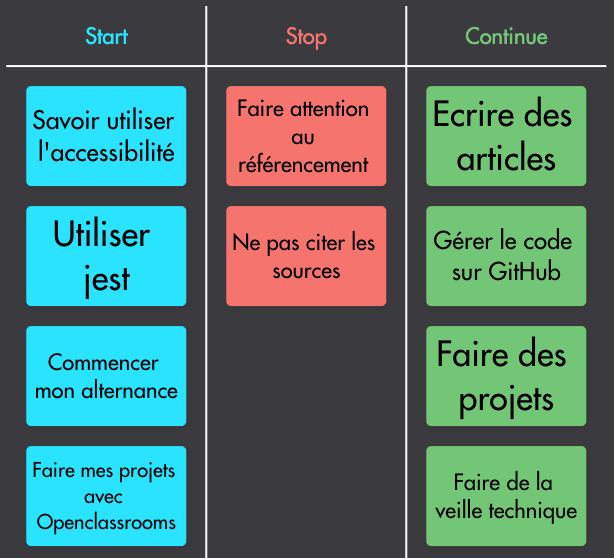 Start
Stop
Continue
Savoir utiliser
l'accessibilité
Utiliser
jest
Commencer
mon alternance
Faire mes projets
avec
Openclassrooms
Faire attention
au
référencement
Ne pas citer les
sources
Ecrire des
articles
Gérer le code
sur GitHub
Faire des
projets
Faire de la
veille technique